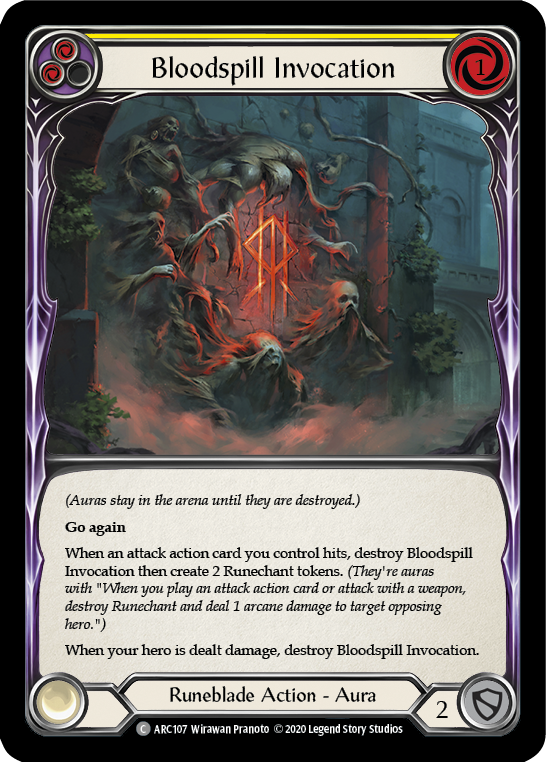 Bloodspill Invocation
1
(Auras stay in the arena until they are destroyed.)
Go again
When an attack action card you control hits, destroy Bloodspill
Invocation then create 2 Runechant tokens. (They're auras
with "When you play an attack action card or attack with a weapon,
destroy Runechant and deal 1 arcane damage to target opposing
hero.")
When your hero is dealt damage, destroy Bloodspill Invocation.
Runeblade Action - Aura
2
C ARC107 Wirawan Pranoto © 2020 Legend Story Studios